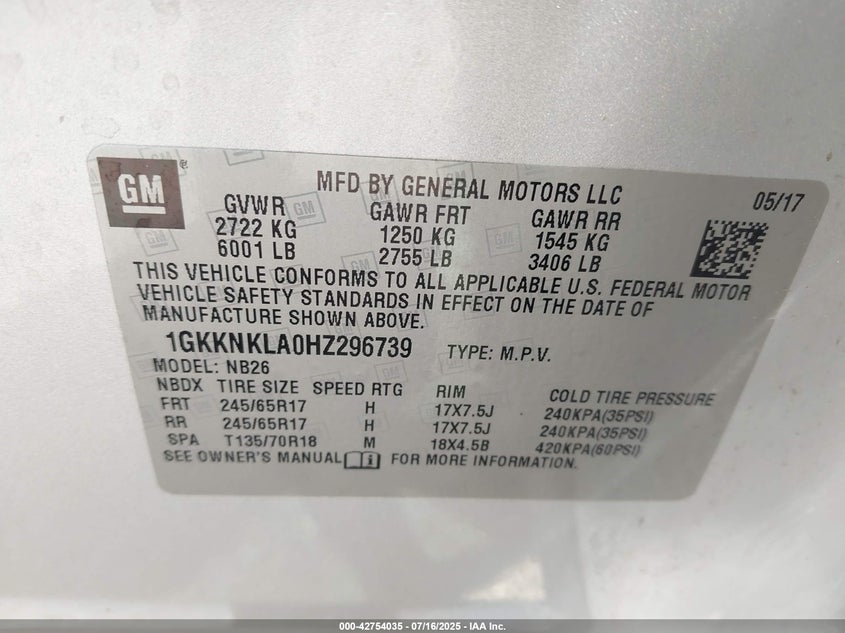 GM
MFD BY GENERAL MOTORS LLC 05/17
GVWR GAWR FRT GAWR RR
2722 KG 1250 KG 1545 KG
6001 LB 2755 LB 3406 LB
THIS VEHICLE CONFORMS TO ALL APPLICABLE U.S. FEDERAL MOTOR
VEHICLE SAFETY STANDARDS IN EFFECT ON THE DATE OF
MANUFACTURE SHOWN ABOVE.
1GKKNKLA0HZ296739 TYPE: M.P.V.
MODEL: NB26
NBDX TIRE SIZE SPEED RTG RIM COLD TIRE PRESSURE
FRT 245/65R17 H 17X7.5J 240KPA(35PSI)
RR 245/65R17 H 17X7.5J 240KPA(35PSI)
SPA T135/70R18 M 18X4.5B 420KPA(60PSI)
SEE OWNER'S MANUAL FOR MORE INFORMATION.
000-42754035 - 07/16/2025 - IAA Inc.